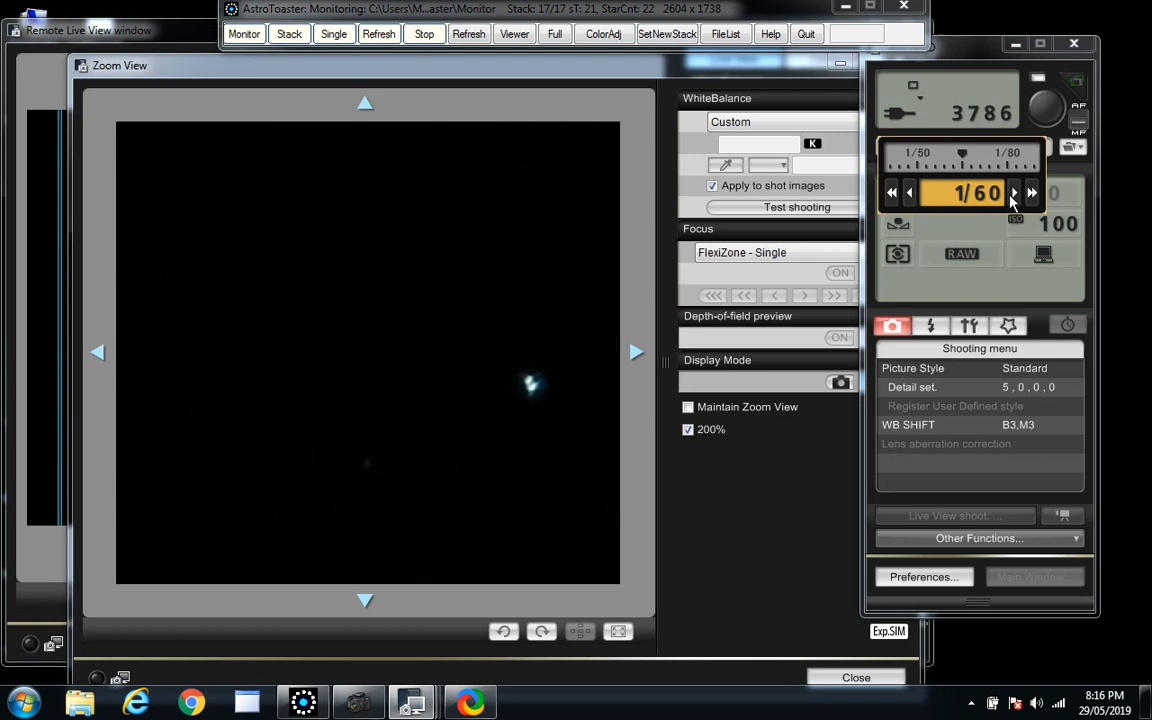 AstroToaster: Monitoring: C:\Users\M...aster\Monitor   Stack: 17/17 sT: 21, StarCnt: 22  2604 x 1738
Monitor Stack Single Refresh Stop Refresh Viewer Full ColorAdj SetNewStack FileList Help Quit
Remote Live View window
Zoom View
WhiteBalance
Custom
K
Apply to shot images
Test shooting
Focus
FlexiZone - Single
ON
Depth-of-field preview
ON
Display Mode
Maintain Zoom View
200%
Close
3786
AF
MF
1/50 1/80
1/60
0
ISO 100
RAW
Shooting menu
Picture Style Standard
Detail set. 5 , 0 , 0 , 0
Register User Defined style
WB SHIFT B3,M3
Lens aberration correction
Live View shoot. ...
Other Functions...
Preferences... Main Window...
Exp.SIM
8:16 PM
29/05/2019